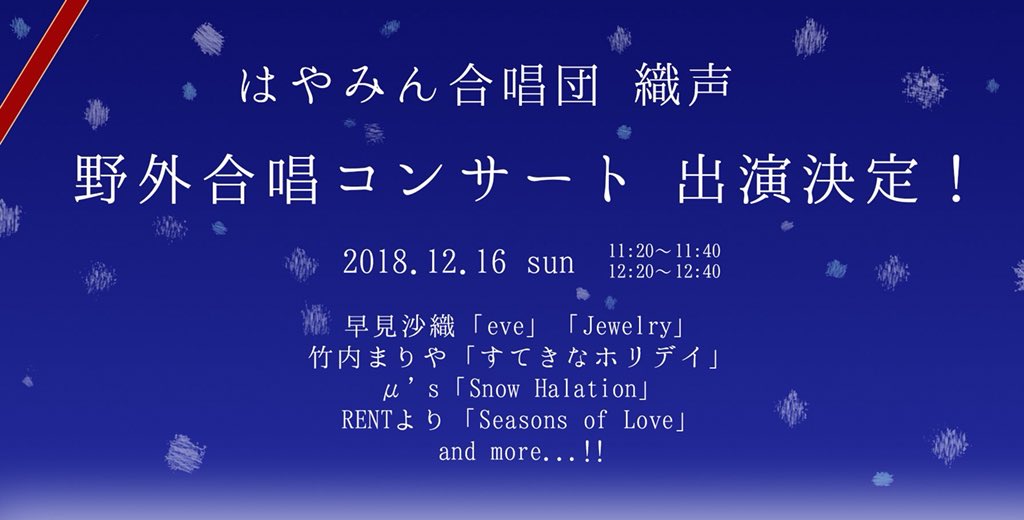 はやみん合唱団 織声
野外合唱コンサート 出演決定！
2018.12.16 sun
11:20～11:40
12:20～12:40
早見沙織「eve」「Jewelry」
竹内まりや「すてきなホリデイ」
μ's「Snow Halation」
RENTより「Seasons of Love」
and more...!!